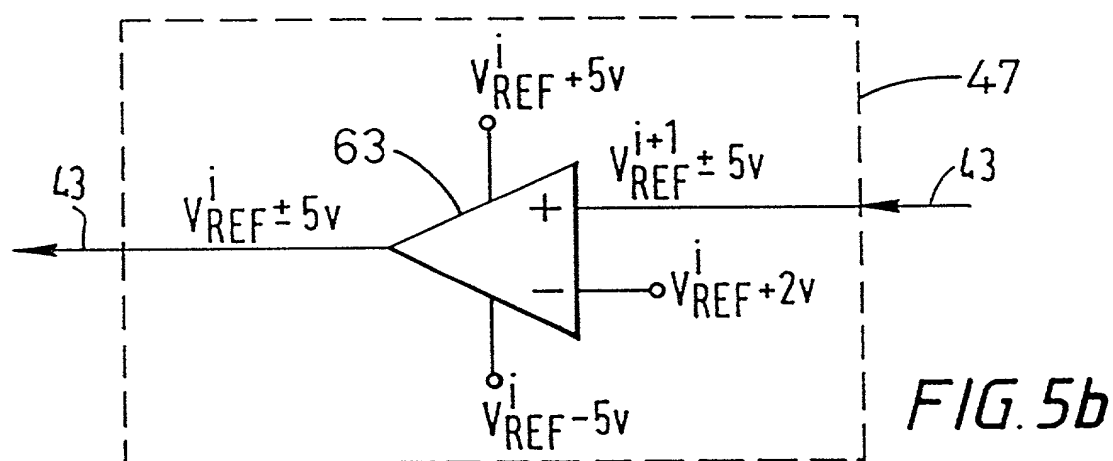 V^i_REF + 5v
47
63
V^{i+1}_REF ± 5v
43
43
V^i_REF ± 5v
+
−
V^i_REF + 2v
V^i_REF − 5v
FIG. 5b